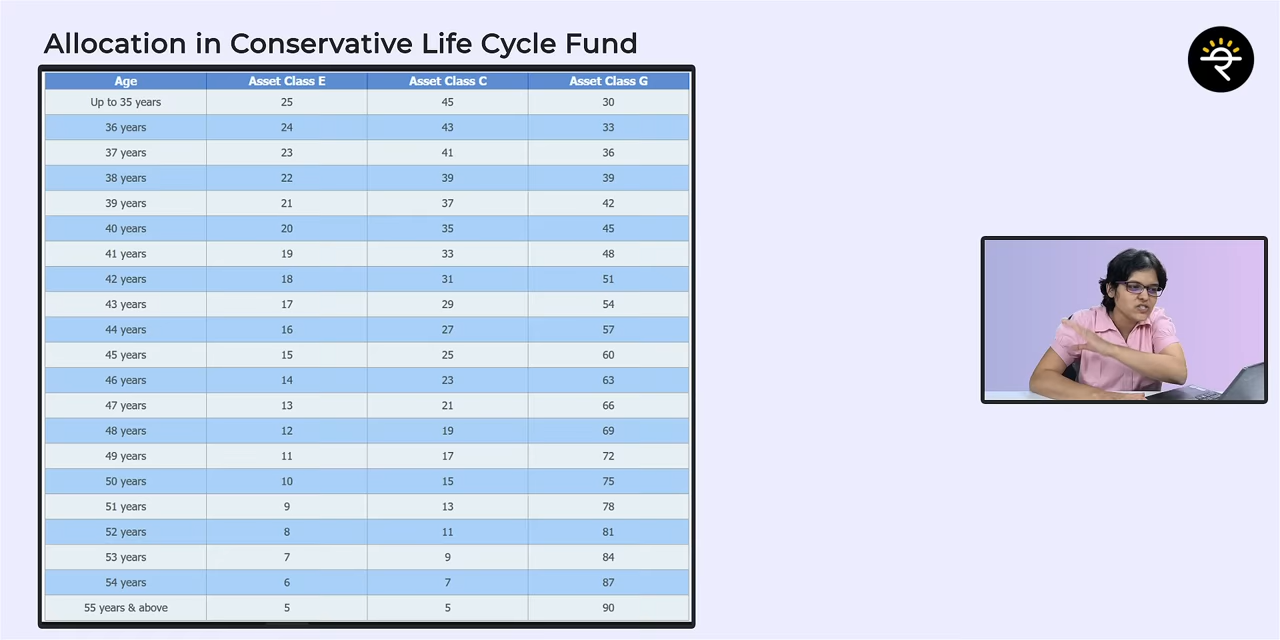 Allocation in Conservative Life Cycle Fund
Age Asset Class E Asset Class C Asset Class G
Up to 35 years 25 45 30
36 years 24 43 33
37 years 23 41 36
38 years 22 39 39
39 years 21 37 42
40 years 20 35 45
41 years 19 33 48
42 years 18 31 51
43 years 17 29 54
44 years 16 27 57
45 years 15 25 60
46 years 14 23 63
47 years 13 21 66
48 years 12 19 69
49 years 11 17 72
50 years 10 15 75
51 years 9 13 78
52 years 8 11 81
53 years 7 9 84
54 years 6 7 87
55 years & above 5 5 90